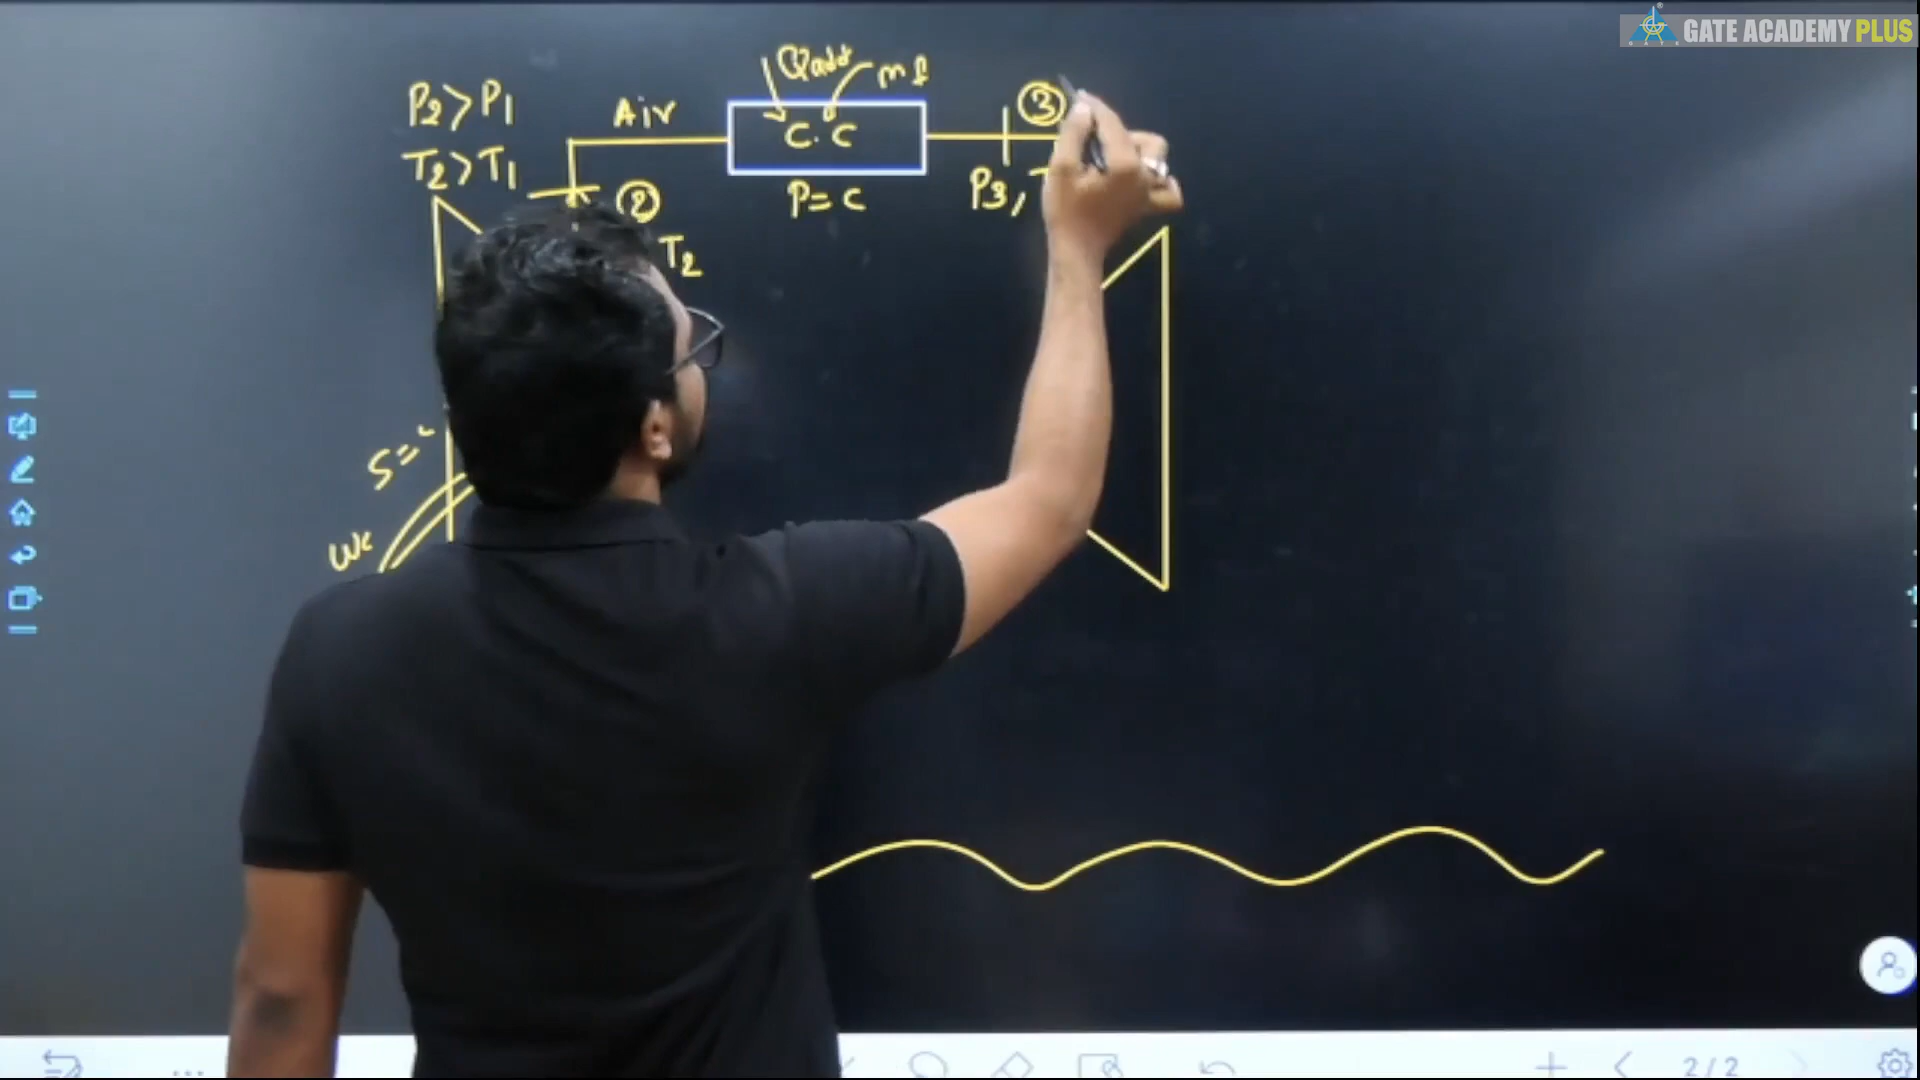 GATE ACADEMY PLUS
Qadd mf
P2>P1 Air C.C 3
T2>T1 2 P=C P3,
T2
S=c
Wc
2/2